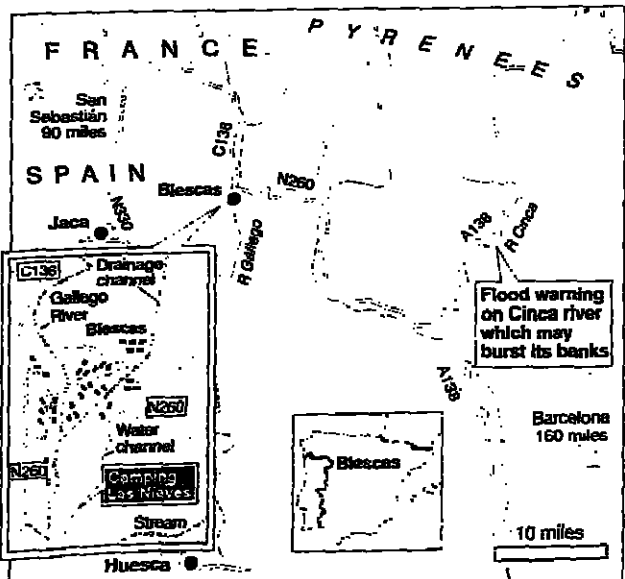 FRANCE
PYRENEES
San
Sebastián
90 miles
C138
SPAIN
Biescas
N260
N330
Jaca
R Gállego
A138
R Cinca
Flood warning
on Cinca river
which may
burst its banks
C136
Drainage
channel
Gallego
River
Biescas
N260
Water
channel
N260
Camping
Las Nieves
Stream
Huesca
Biescas
A138
Barcelona
160 miles
10 miles